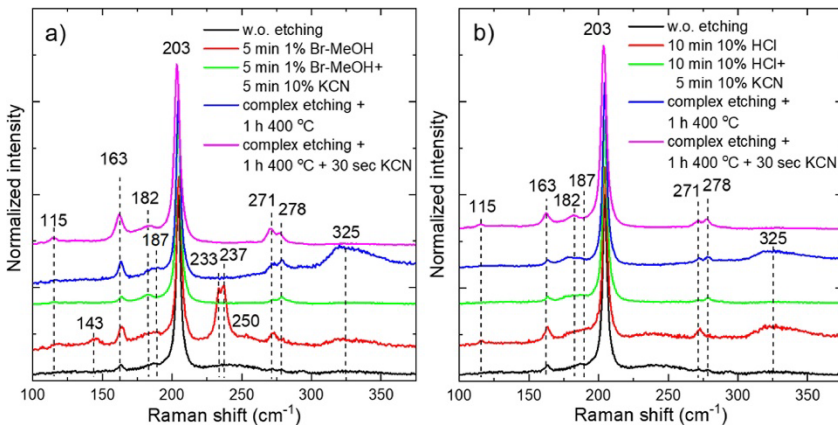 a)
203
w.o. etching
5 min 1% Br-MeOH
5 min 1% Br-MeOH+
5 min 10% KCN
complex etching +
1 h 400 °C
complex etching +
1 h 400 °C + 30 sec KCN
163
115
182
187
271
278
325
233
237
143
250
Normalized intensity
100 150 200 250 300 350
Raman shift (cm-1)
b)
203
w.o. etching
10 min 10% HCl
10 min 10% HCl+
5 min 10% KCN
complex etching +
1 h 400 °C
complex etching +
1 h 400 °C + 30 sec KCN
115
163
182
187
271
278
325
Normalized intensity
100 150 200 250 300 350
Raman shift (cm-1)